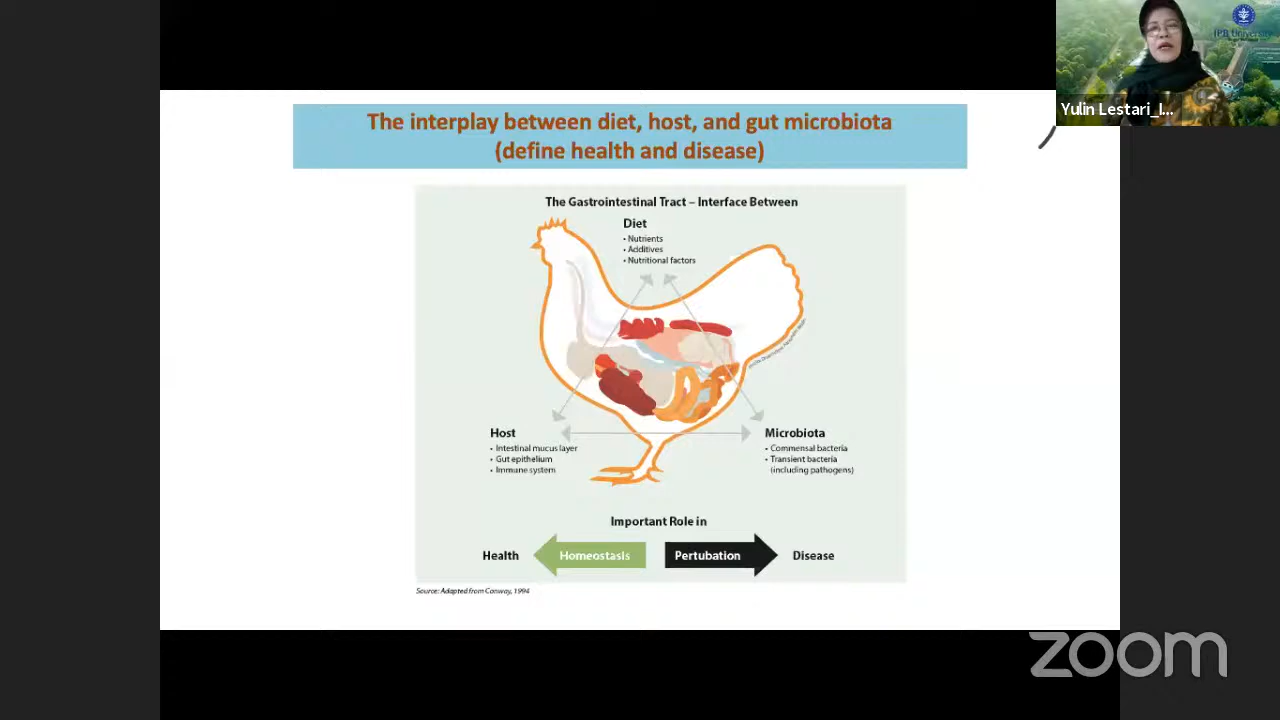 The interplay between diet, host, and gut microbiota
(define health and disease)
IPB University
Yulin Lestari_I...
The Gastrointestinal Tract – Interface Between
Diet
• Nutrients
• Additives
• Nutritional factors
Host
• Intestinal mucus layer
• Gut epithelium
• Immune system
Microbiota
• Commensal bacteria
• Transient bacteria
(including pathogens)
Important Role in
Health
Homeostasis
Pertubation
Disease
Source: Adapted from Conway, 1994
zoom